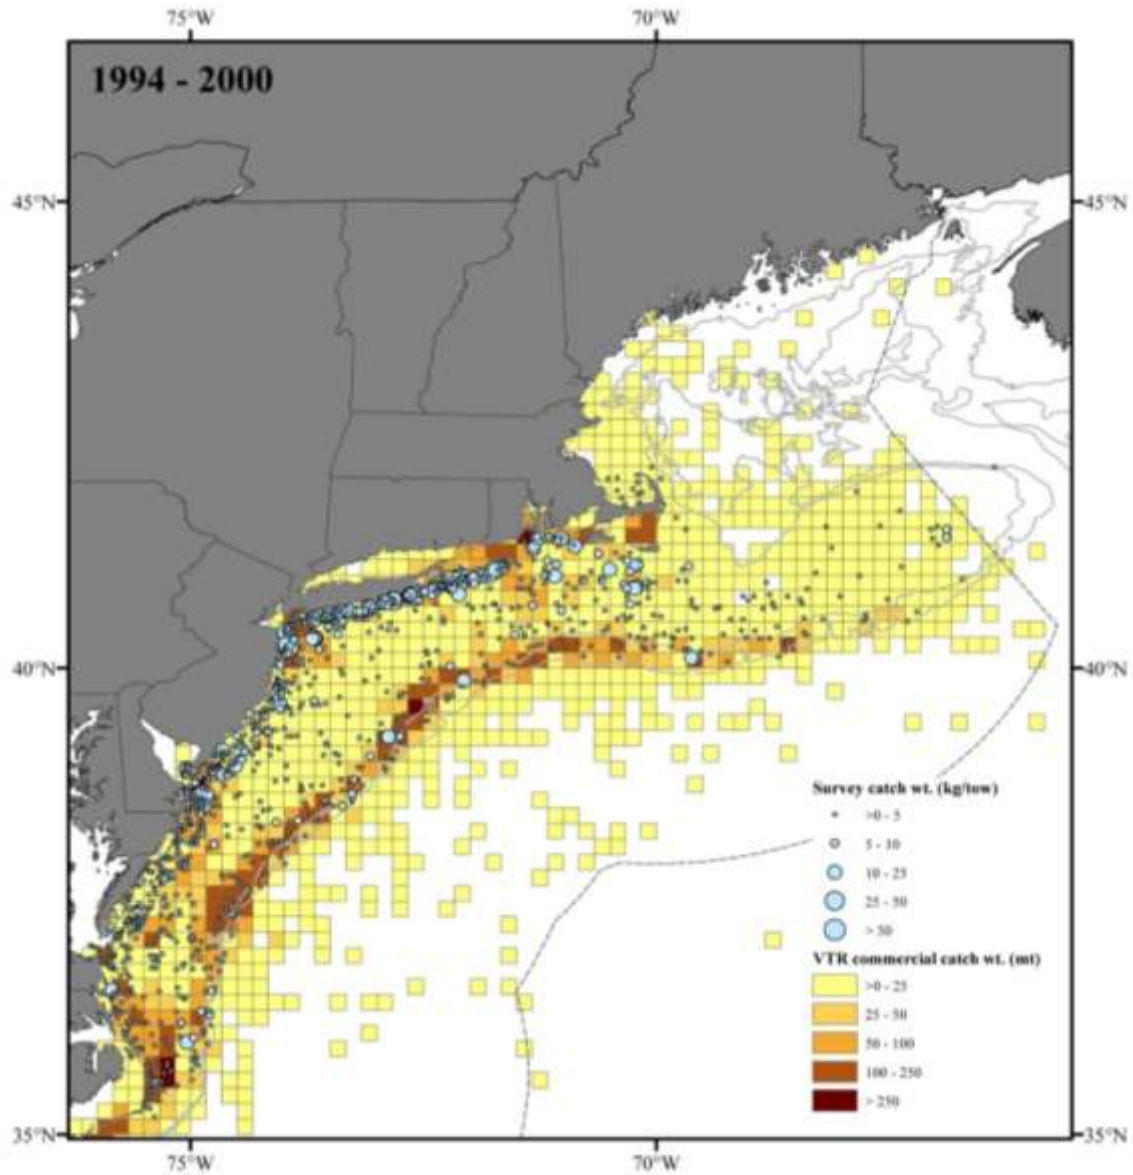 75°W 70°W
1994 - 2000
45°N 45°N
40°N 40°N
Survey catch wt. (kg/tow)
>0 - 5
5 - 10
10 - 25
25 - 50
> 50
VTR commercial catch wt. (mt)
>0 - 25
25 - 50
50 - 100
100 - 250
> 250
35°N 35°N
75°W 70°W